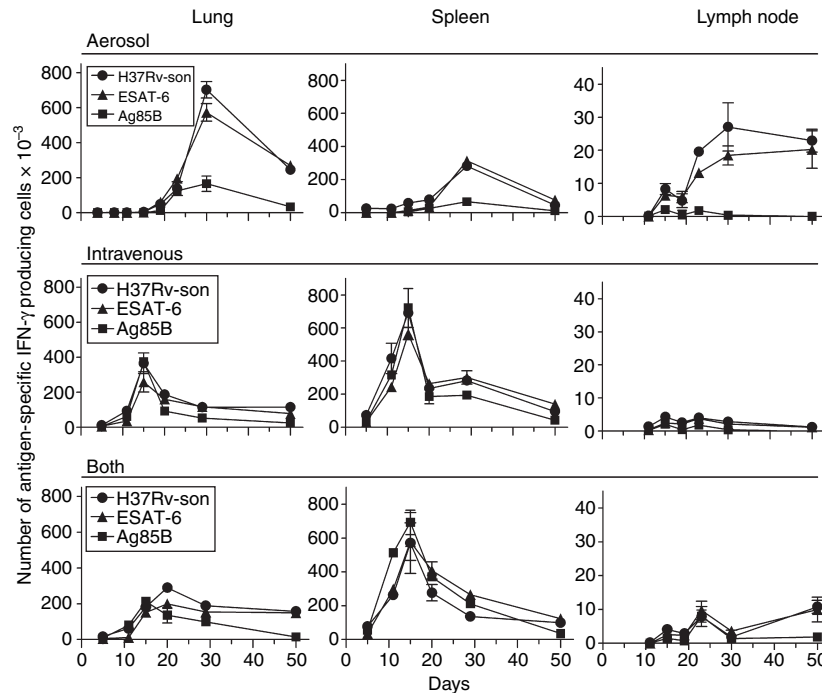 Lung Spleen Lymph node
Aerosol
H37Rv-son
ESAT-6
Ag85B
800
600
400
200
0
800
600
400
200
0
40
30
20
10
0
Intravenous
H37Rv-son
ESAT-6
Ag85B
800
600
400
200
0
800
600
400
200
0
40
30
20
10
0
Both
H37Rv-son
ESAT-6
Ag85B
800
600
400
200
0
800
600
400
200
0
40
30
20
10
0
0 10 20 30 40 50
0 10 20 30 40 50
0 10 20 30 40 50
Days
Number of antigen-specific IFN-γ producing cells × 10⁻³